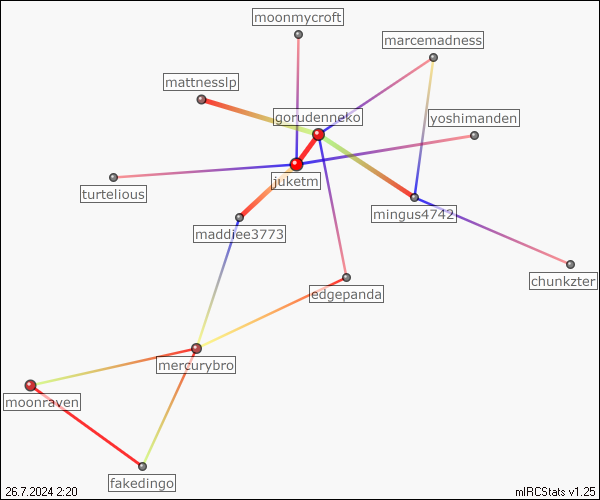 moonmycroft
marcemadness
mattnesslp
gorudenneko
yoshimanden
juketm
turtelious
mingus4742
maddiee3773
chunkzter
edgepanda
mercurybro
moonraven
fakedingo
26.7.2024 2:20
mIRCStats v1.25